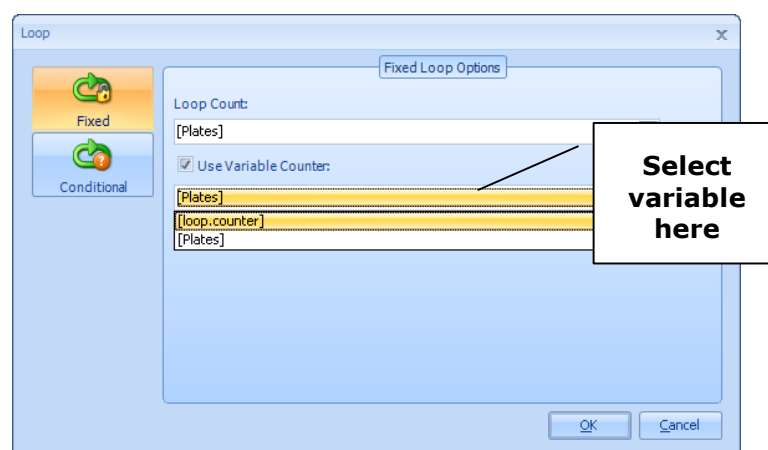 Loop
x
Fixed Loop Options
Fixed
Conditional
Loop Count:
[Plates]
Use Variable Counter:
[Plates]
[loop.counter]
[Plates]
Select
variable
here
OK
Cancel